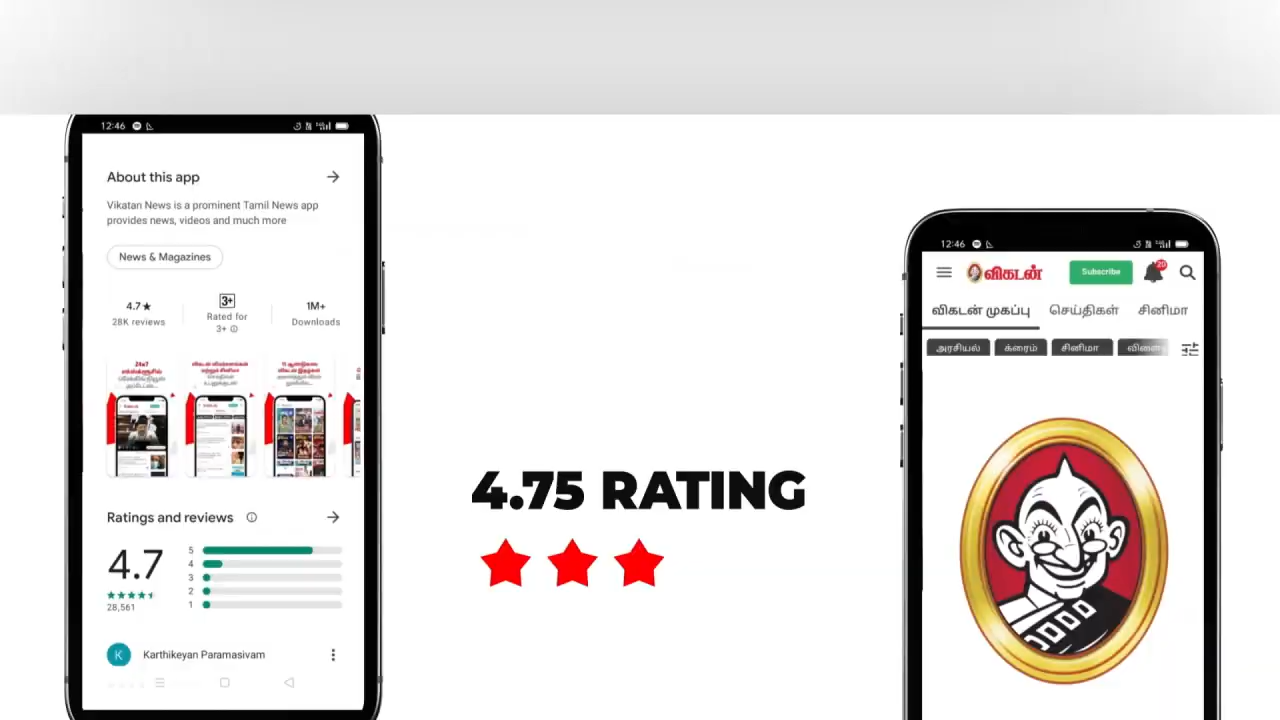 12:46
About this app
Vikatan News is a prominent Tamil News app
provides news, videos and much more
News & Magazines
4.7★
28K reviews
3+
Rated for
3+
1M+
Downloads
24x7
Ratings and reviews
4.7
5
4
3
2
1
28,561
K
Karthikeyan Paramasivam
4.75 RATING
12:46
விகடன்
Subscribe
20
விகடன் முகப்பு செய்திகள் சினிமா
அரசியல் க்ரைம் சினிமா